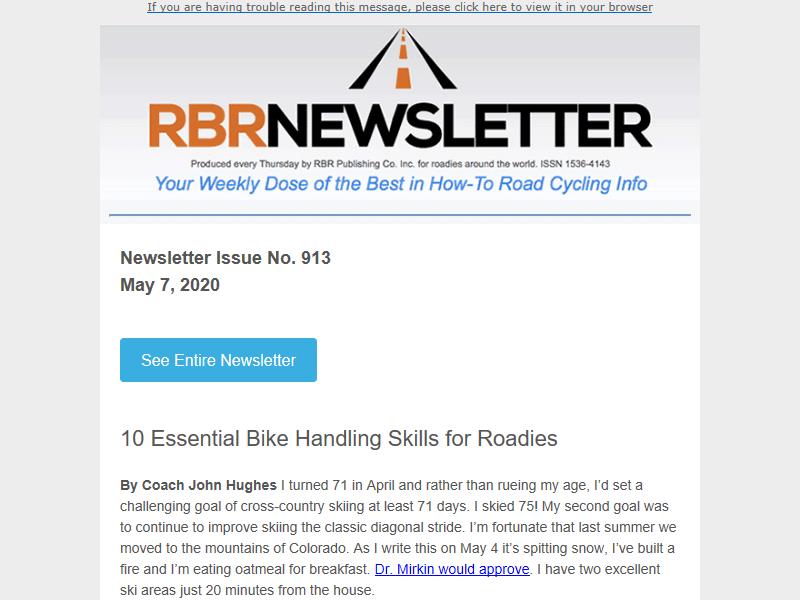 If you are having trouble reading this message, please click here to view it in your browser
RBRNEWSLETTER
Produced every Thursday by RBR Publishing Co. Inc. for roadies around the world. ISSN 1536-4143
Your Weekly Dose of the Best in How-To Road Cycling Info
Newsletter Issue No. 913
May 7, 2020
See Entire Newsletter
10 Essential Bike Handling Skills for Roadies
By Coach John Hughes I turned 71 in April and rather than rueing my age, I’d set a
challenging goal of cross-country skiing at least 71 days. I skied 75! My second goal was
to continue to improve skiing the classic diagonal stride. I’m fortunate that last summer we
moved to the mountains of Colorado. As I write this on May 4 it’s spitting snow, I’ve built a
fire and I’m eating oatmeal for breakfast. Dr. Mirkin would approve. I have two excellent
ski areas just 20 minutes from the house.